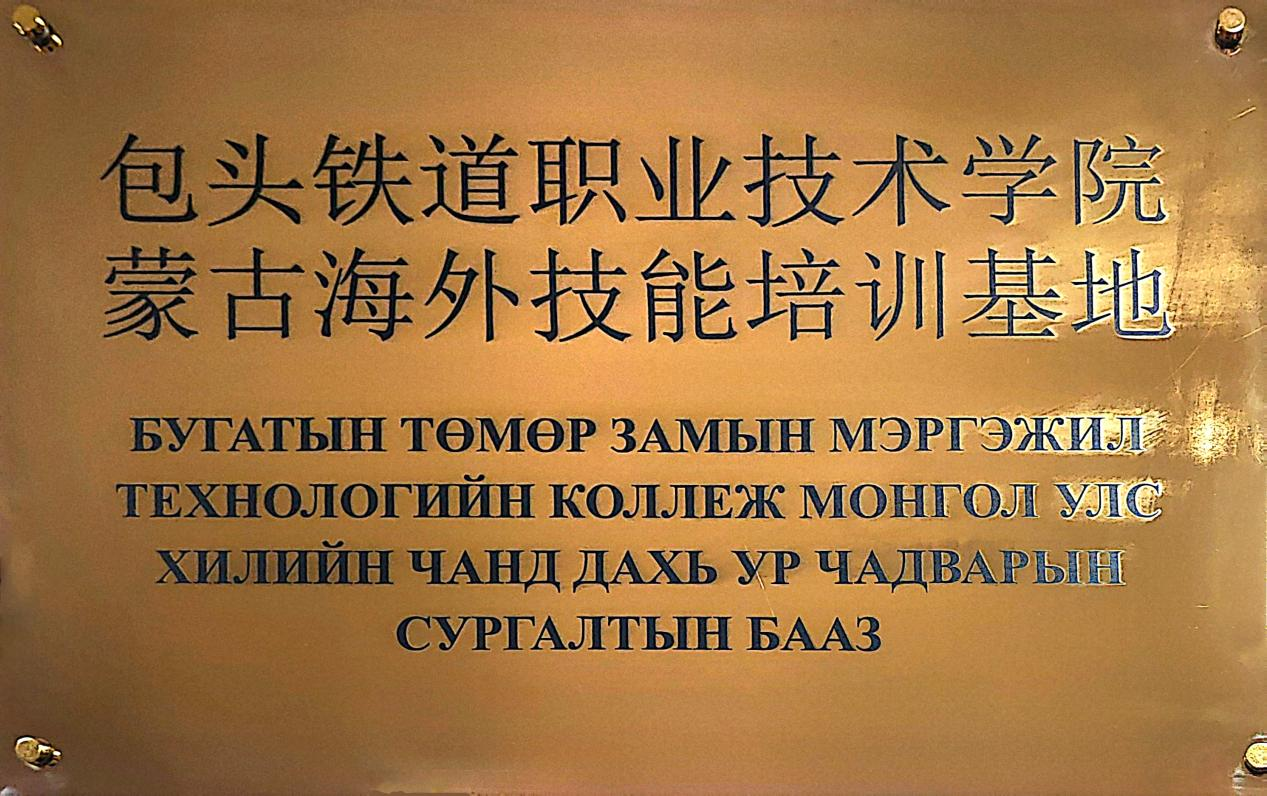 包头铁道职业技术学院
蒙古海外技能培训基地
БУГАТЫН ТӨМӨР ЗАМЫН МЭРГЭЖИЛ
ТЕХНОЛОГИЙН КОЛЛЕЖ МОНГОЛ УЛС
ХИЛИЙН ЧАНД ДАХЬ УР ЧАДВАРЫН
СУРГАЛТЫН БААЗ